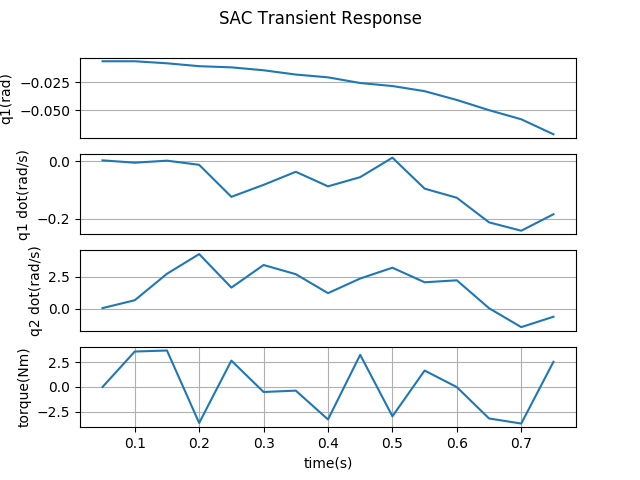 SAC Transient Response
q1(rad)
−0.025
−0.050
q1 dot(rad/s)
0.0
−0.2
q2 dot(rad/s)
2.5
0.0
torque(Nm)
2.5
0.0
−2.5
0.1 0.2 0.3 0.4 0.5 0.6 0.7
time(s)